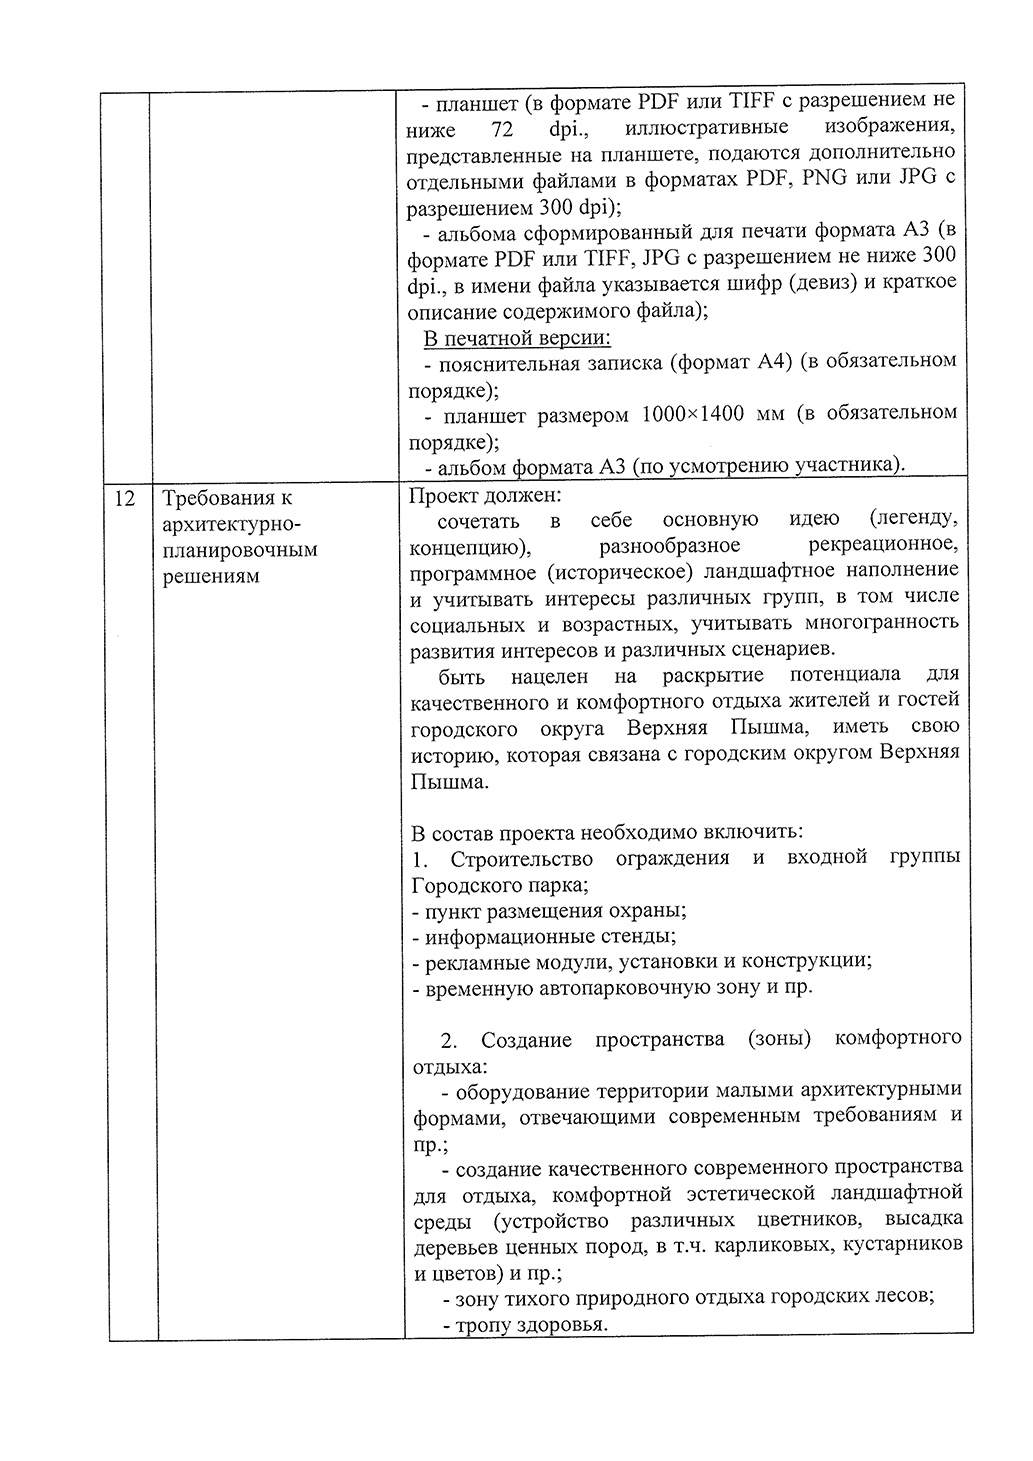 - планшет (в формате PDF или TIFF с разрешением не
ниже 72 dpi., иллюстративные изображения,
представленные на планшете, подаются дополнительно
отдельными файлами в форматах PDF, PNG или JPG с
разрешением 300 dpi);
- альбома сформированный для печати формата А3 (в
формате PDF или TIFF, JPG с разрешением не ниже 300
dpi., в имени файла указывается шифр (девиз) и краткое
описание содержимого файла);
В печатной версии:
- пояснительная записка (формат А4) (в обязательном
порядке);
- планшет размером 1000×1400 мм (в обязательном
порядке);
- альбом формата А3 (по усмотрению участника).
12
Требования к
архитектурно-
планировочным
решениям
Проект должен:
сочетать в себе основную идею (легенду,
концепцию), разнообразное рекреационное,
программное (историческое) ландшафтное наполнение
и учитывать интересы различных групп, в том числе
социальных и возрастных, учитывать многогранность
развития интересов и различных сценариев.
быть нацелен на раскрытие потенциала для
качественного и комфортного отдыха жителей и гостей
городского округа Верхняя Пышма, иметь свою
историю, которая связана с городским округом Верхняя
Пышма.
В состав проекта необходимо включить:
1. Строительство ограждения и входной группы
Городского парка;
- пункт размещения охраны;
- информационные стенды;
- рекламные модули, установки и конструкции;
- временную автопарковочную зону и пр.
2. Создание пространства (зоны) комфортного
отдыха:
- оборудование территории малыми архитектурными
формами, отвечающими современным требованиям и
пр.;
- создание качественного современного пространства
для отдыха, комфортной эстетической ландшафтной
среды (устройство различных цветников, высадка
деревьев ценных пород, в т.ч. карликовых, кустарников
и цветов) и пр.;
- зону тихого природного отдыха городских лесов;
- тропу здоровья.